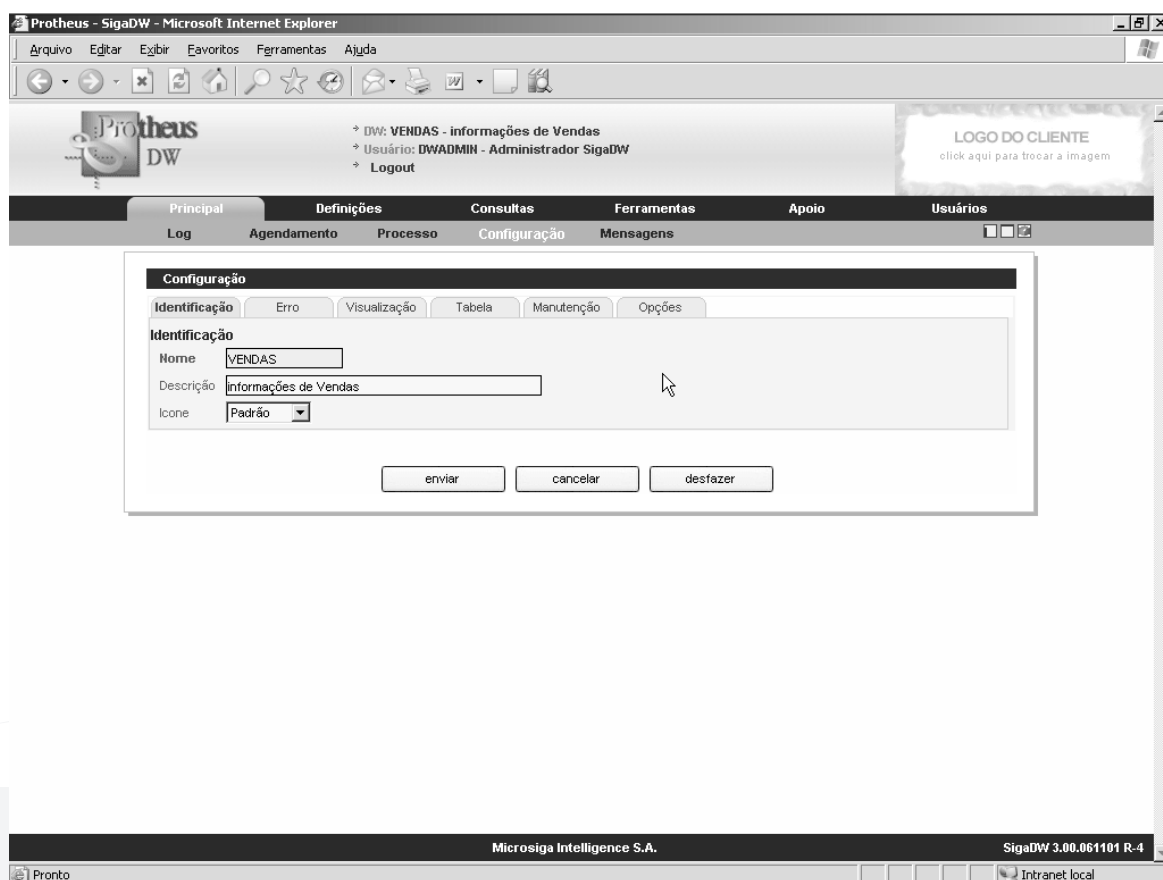 Protheus - SigaDW - Microsoft Internet Explorer
Arquivo Editar Exibir Favoritos Ferramentas Ajuda
Protheus
DW
DW: VENDAS - informações de Vendas
Usuário: DWADMIN - Administrador SigaDW
Logout
LOGO DO CLIENTE
click aqui para trocar a imagem
Principal Definições Consultas Ferramentas Apoio Usuários
Log Agendamento Processo Configuração Mensagens
Configuração
Identificação Erro Visualização Tabela Manutenção Opções
Identificação
Nome VENDAS
Descrição informações de Vendas
Icone Padrão
enviar cancelar desfazer
Microsiga Intelligence S.A. SigaDW 3.00.061101 R-4
Pronto Intranet local